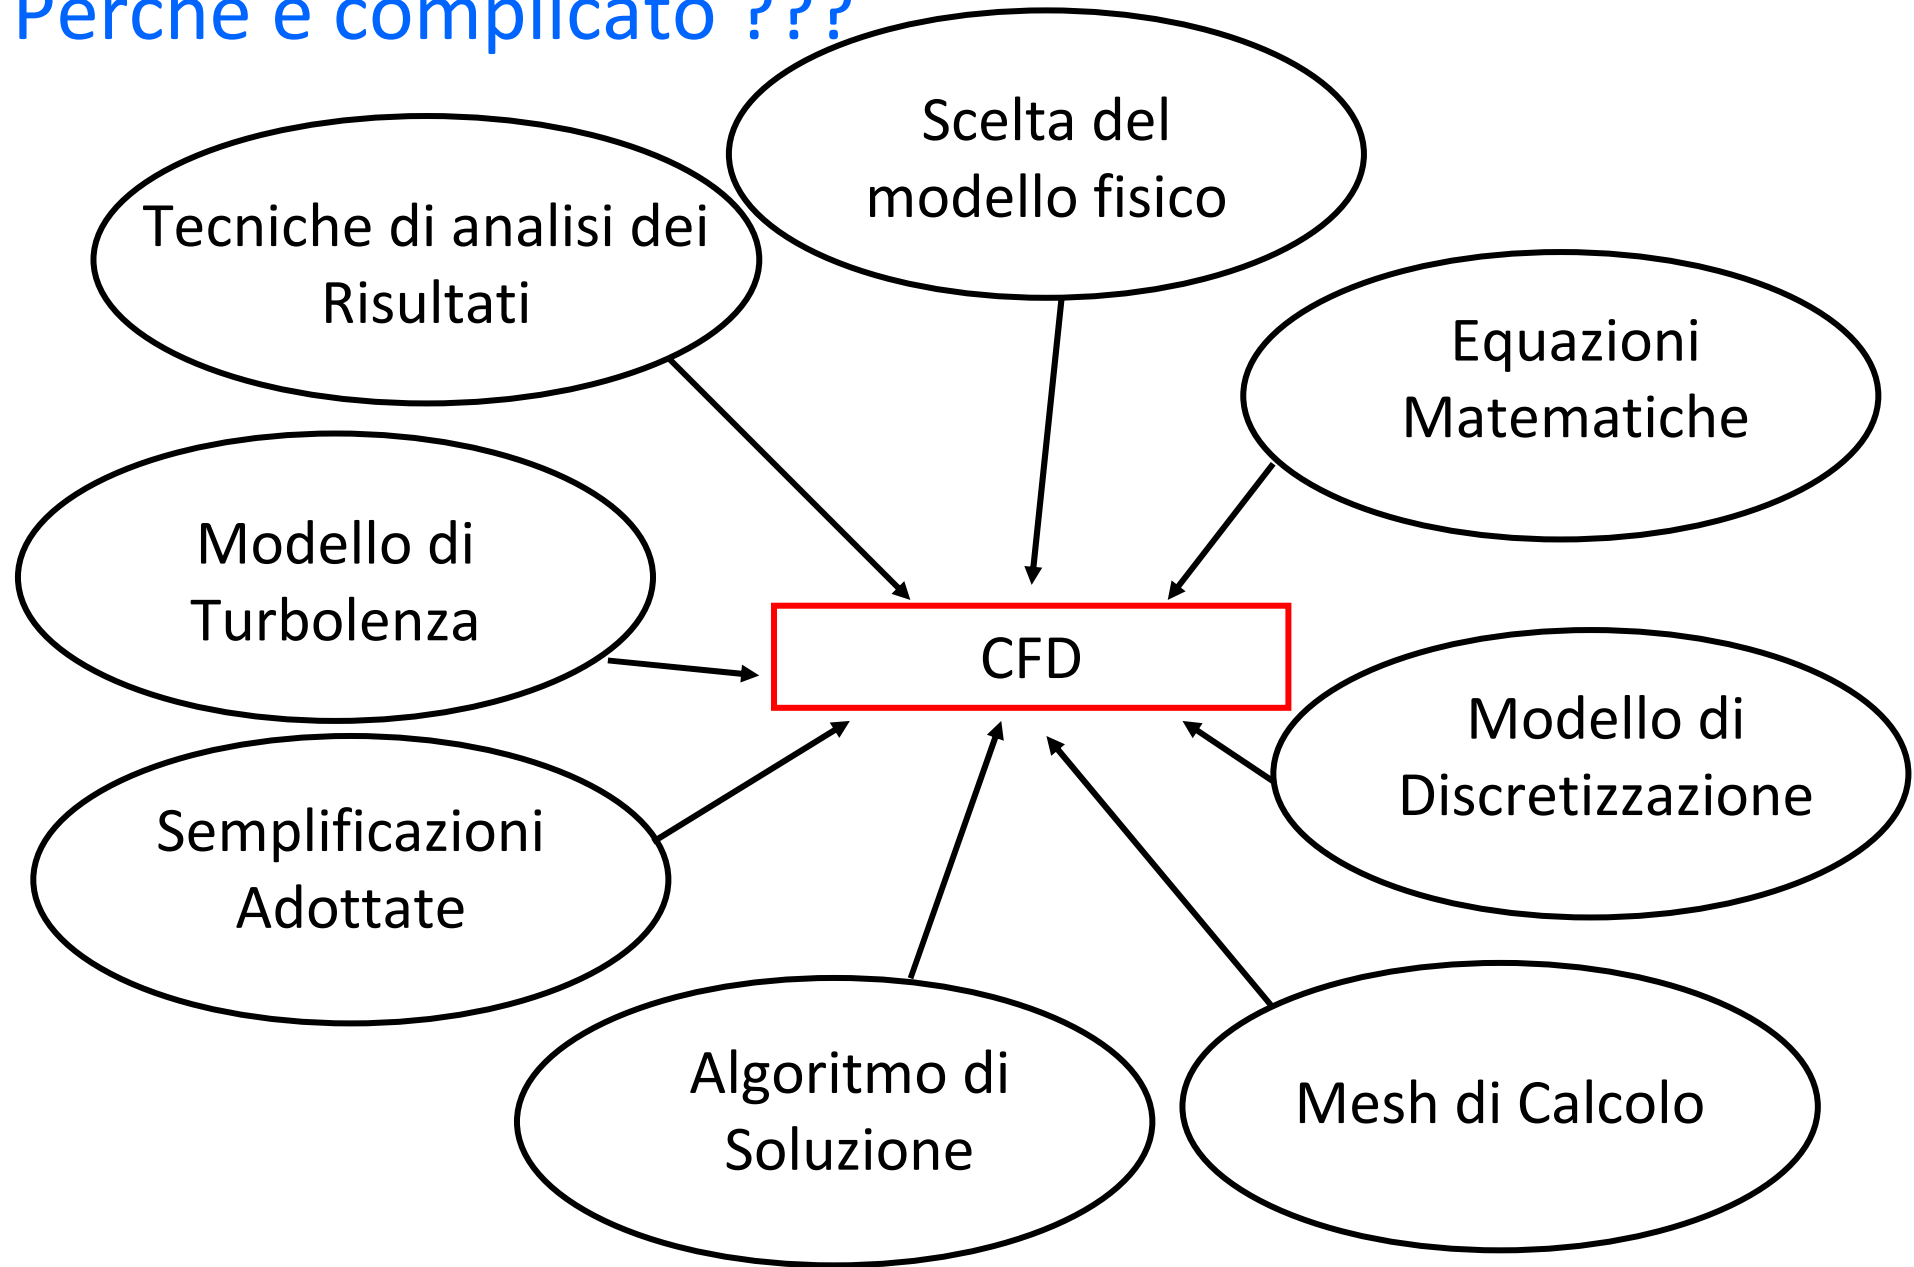 Perche è complicato ???
Scelta del
modello fisico
Tecniche di analisi dei
Risultati
Equazioni
Matematiche
Modello di
Turbolenza
CFD
Modello di
Discretizzazione
Semplificazioni
Adottate
Algoritmo di
Soluzione
Mesh di Calcolo